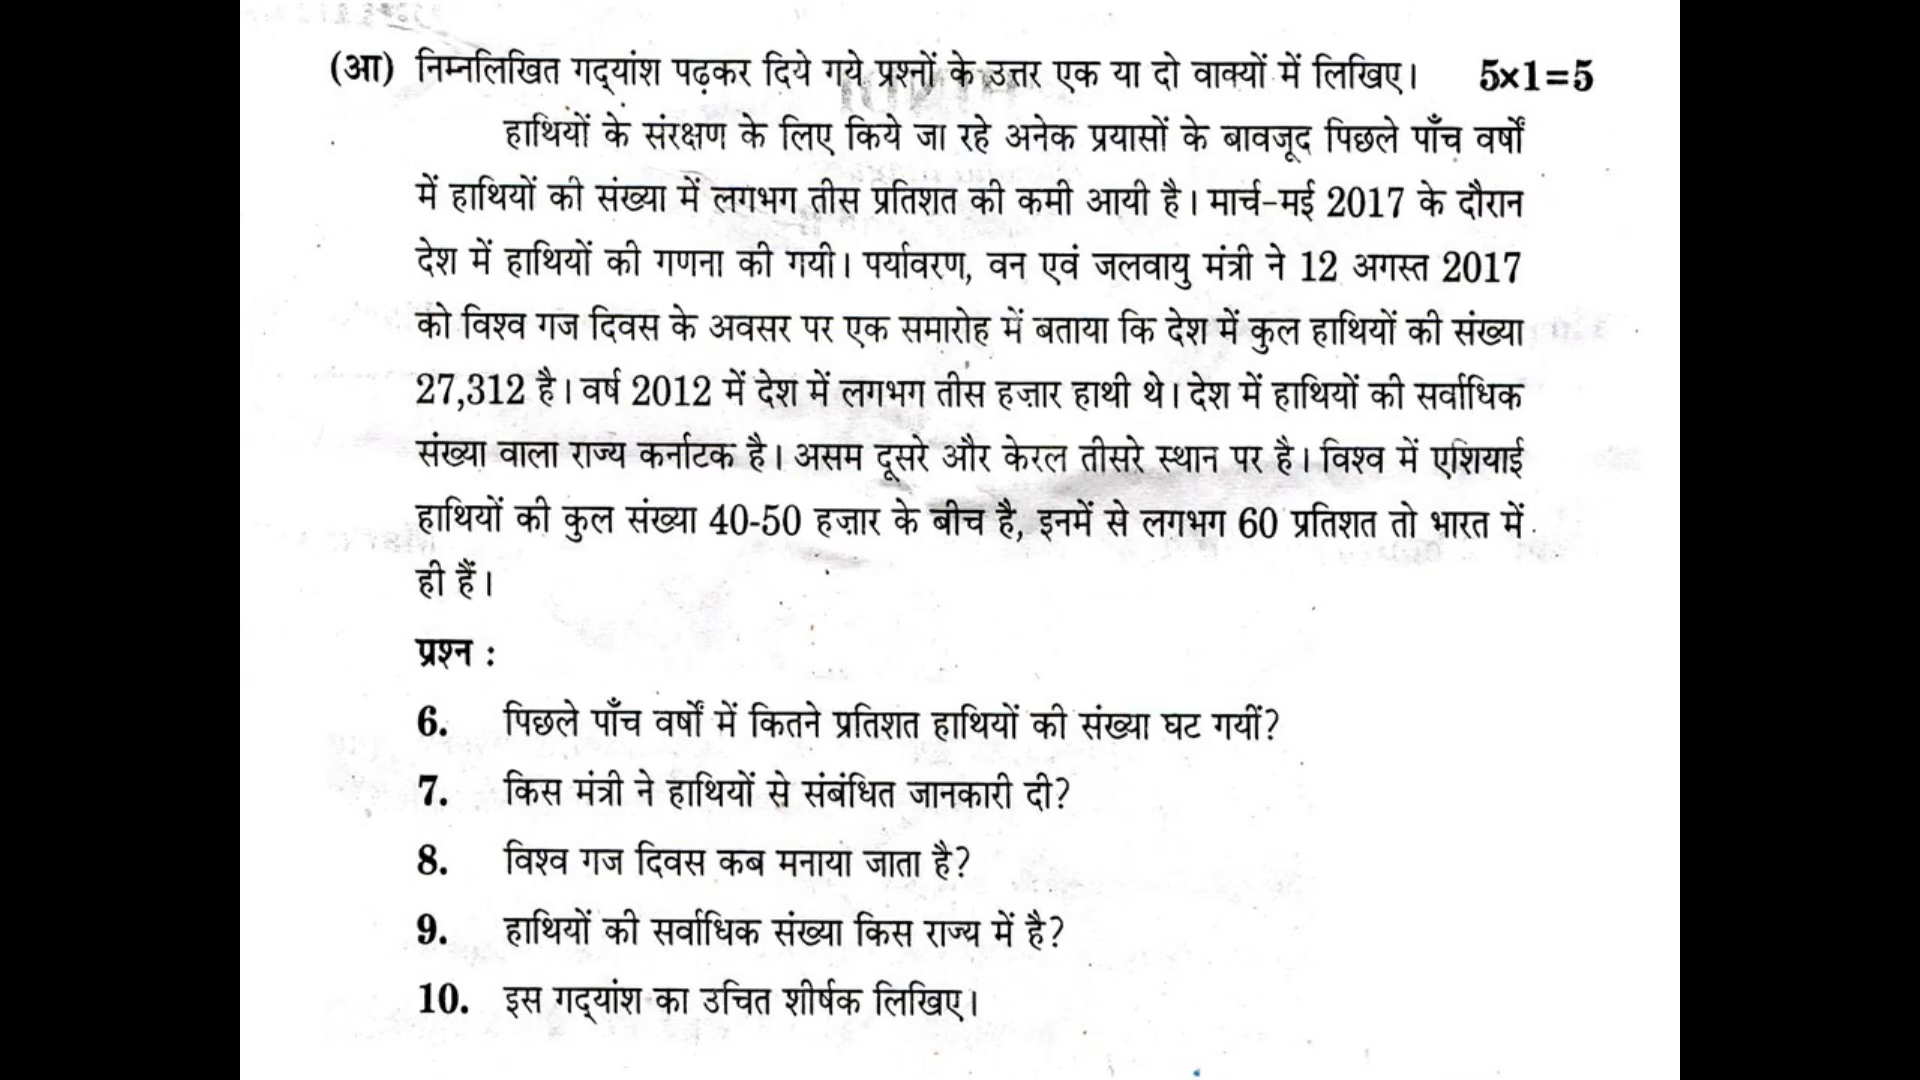 (आ) निम्नलिखित गद्‌यांश पढ़कर दिये गये प्रश्नों के उत्तर एक या दो वाक्यों में लिखिए। 5×1=5
हाथियों के संरक्षण के लिए किये जा रहे अनेक प्रयासों के बावजूद पिछले पाँच वर्षों
में हाथियों की संख्या में लगभग तीस प्रतिशत की कमी आयी है। मार्च-मई 2017 के दौरान
देश में हाथियों की गणना की गयी। पर्यावरण, वन एवं जलवायु मंत्री ने 12 अगस्त 2017
को विश्व गज दिवस के अवसर पर एक समारोह में बताया कि देश में कुल हाथियों की संख्या
27,312 है। वर्ष 2012 में देश में लगभग तीस हज़ार हाथी थे। देश में हाथियों की सर्वाधिक
संख्या वाला राज्य कर्नाटक है। असम दूसरे और केरल तीसरे स्थान पर है। विश्व में एशियाई
हाथियों की कुल संख्या 40-50 हज़ार के बीच है, इनमें से लगभग 60 प्रतिशत तो भारत में
ही हैं।
प्रश्न :
6. पिछले पाँच वर्षों में कितने प्रतिशत हाथियों की संख्या घट गयीं?
7. किस मंत्री ने हाथियों से संबंधित जानकारी दी?
8. विश्व गज दिवस कब मनाया जाता है?
9. हाथियों की सर्वाधिक संख्या किस राज्य में है?
10. इस गद्‌यांश का उचित शीर्षक लिखिए।